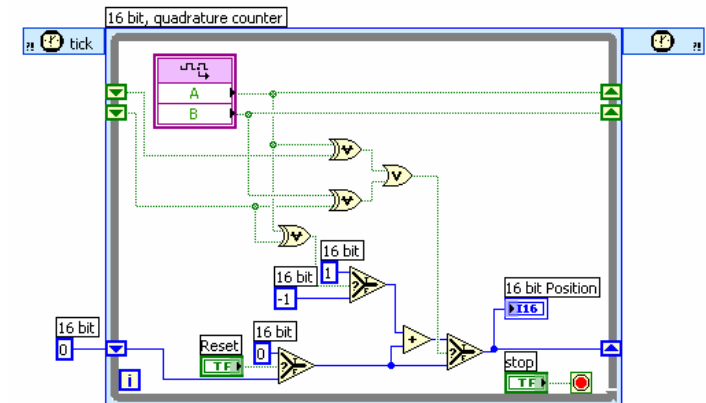 16 bit, quadrature counter
?! tick
?!
A
B
16 bit
1
16 bit
-1
16 bit Position
I16
16 bit
0
Reset
TF
16 bit
0
? T F
? T F
? T F
+
stop
TF
i